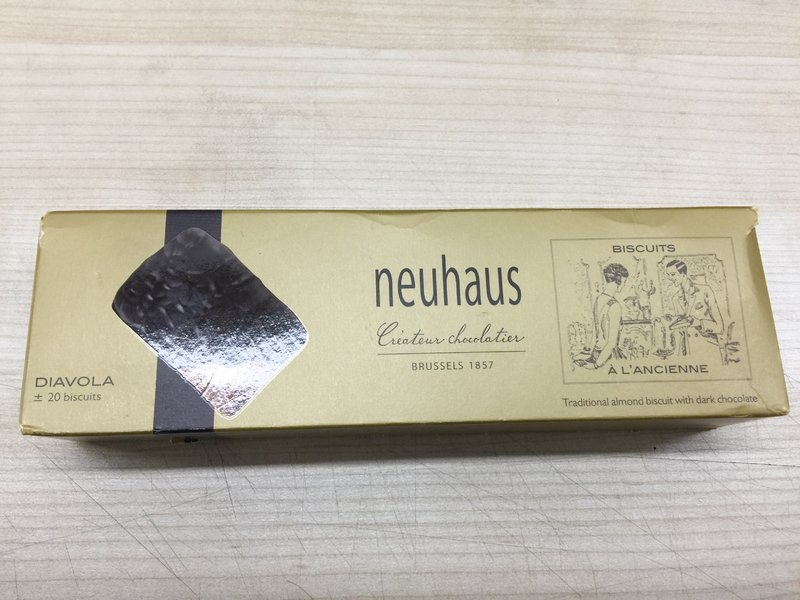 neuhaus
Créateur chocolatier
BRUSSELS 1857
DIAVOLA
± 20 biscuits
BISCUITS
À L'ANCIENNE
Traditional almond biscuit with dark chocolate